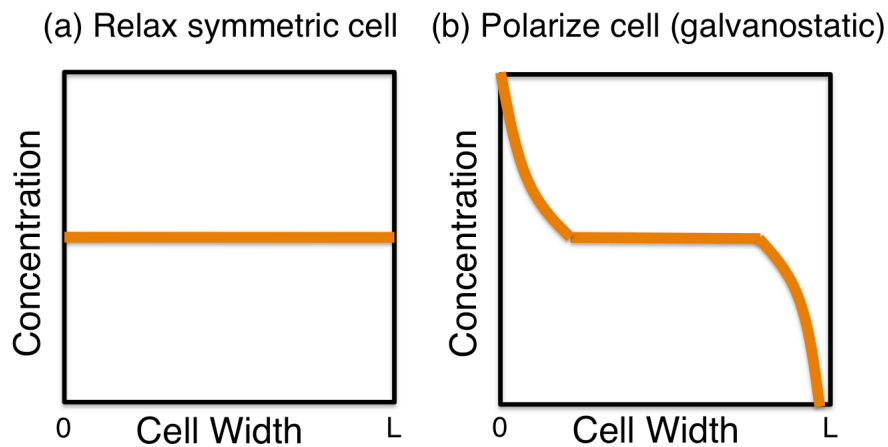 (a) Relax symmetric cell
(b) Polarize cell (galvanostatic)
Concentration
0 Cell Width L
Concentration
0 Cell Width L